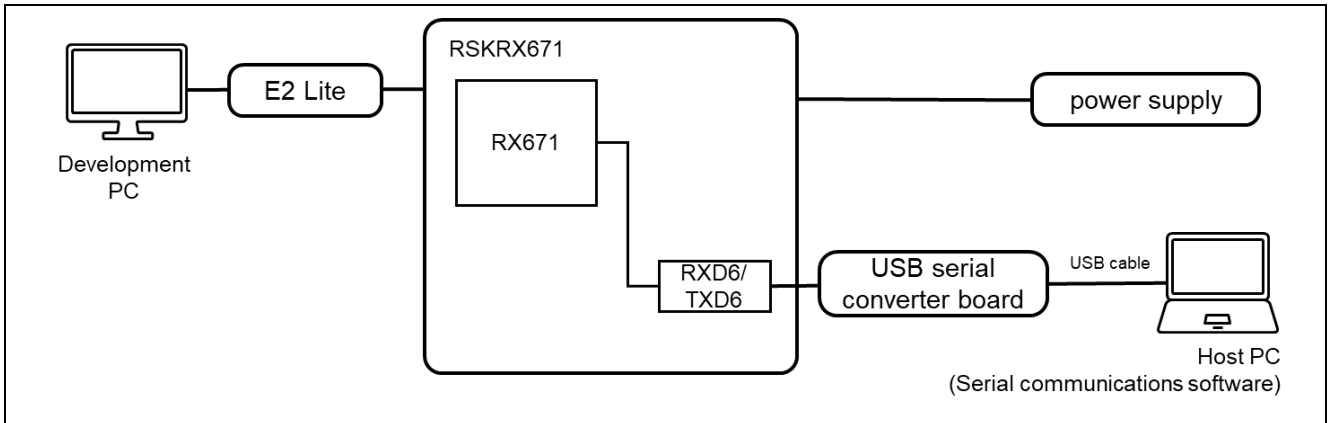 RSKRX671
E2 Lite
RX671
power supply
Development
PC
RXD6/
TXD6
USB serial
converter board
USB cable
Host PC
(Serial communications software)